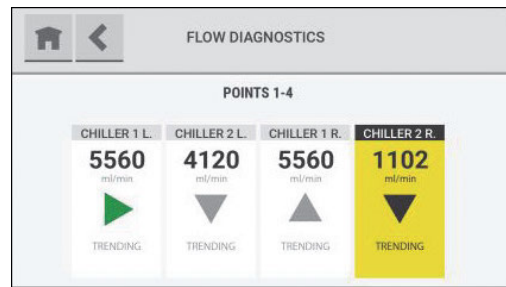 FLOW DIAGNOSTICS
POINTS 1-4
CHILLER 1 L. CHILLER 2 L. CHILLER 1 R. CHILLER 2 R.
5560 4120 5560 1102
ml/min ml/min ml/min ml/min
TRENDING TRENDING TRENDING TRENDING